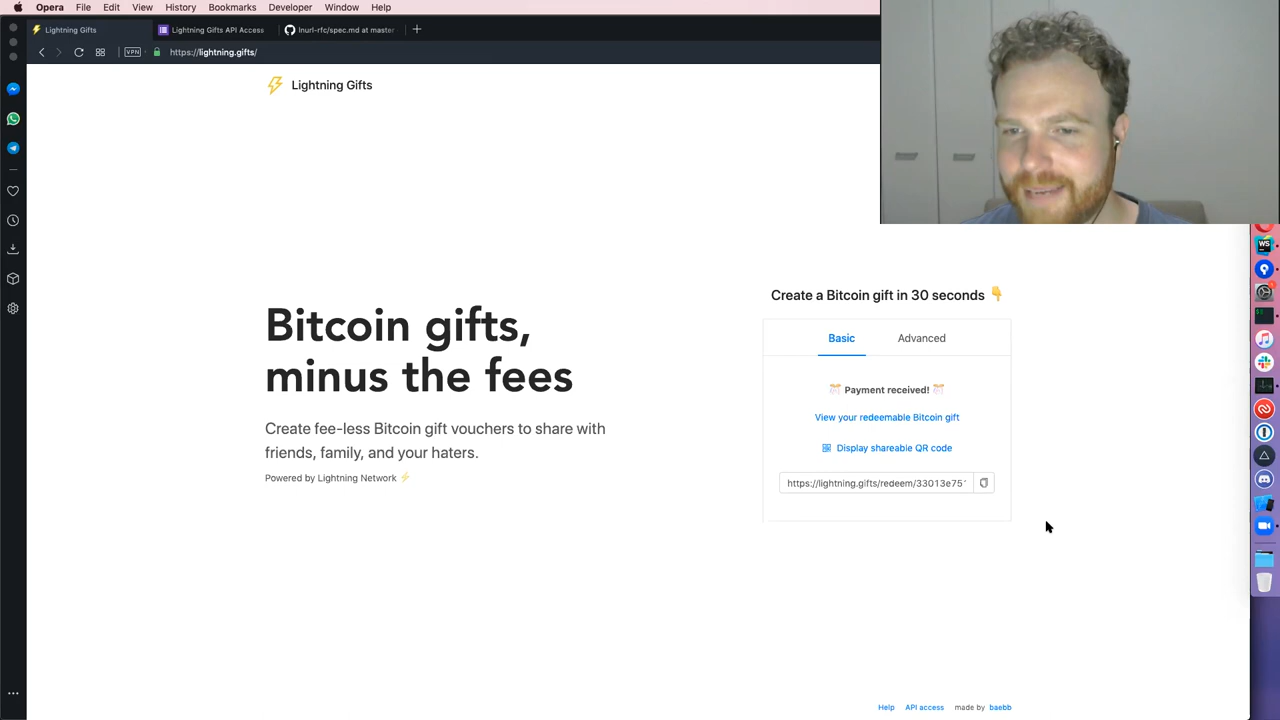 Opera File Edit View History Bookmarks Developer Window Help
Lightning Gifts
Lightning Gifts API Access
lnurl-rfc/spec.md at master
VPN
https://lightning.gifts/
Lightning Gifts
Bitcoin gifts,
minus the fees
Create fee-less Bitcoin gift vouchers to share with
friends, family, and your haters.
Powered by Lightning Network ⚡
Create a Bitcoin gift in 30 seconds 👇
Basic Advanced
🎊 Payment received! 🎊
View your redeemable Bitcoin gift
Display shareable QR code
https://lightning.gifts/redeem/33013e751
Help API access made by baebb
WS